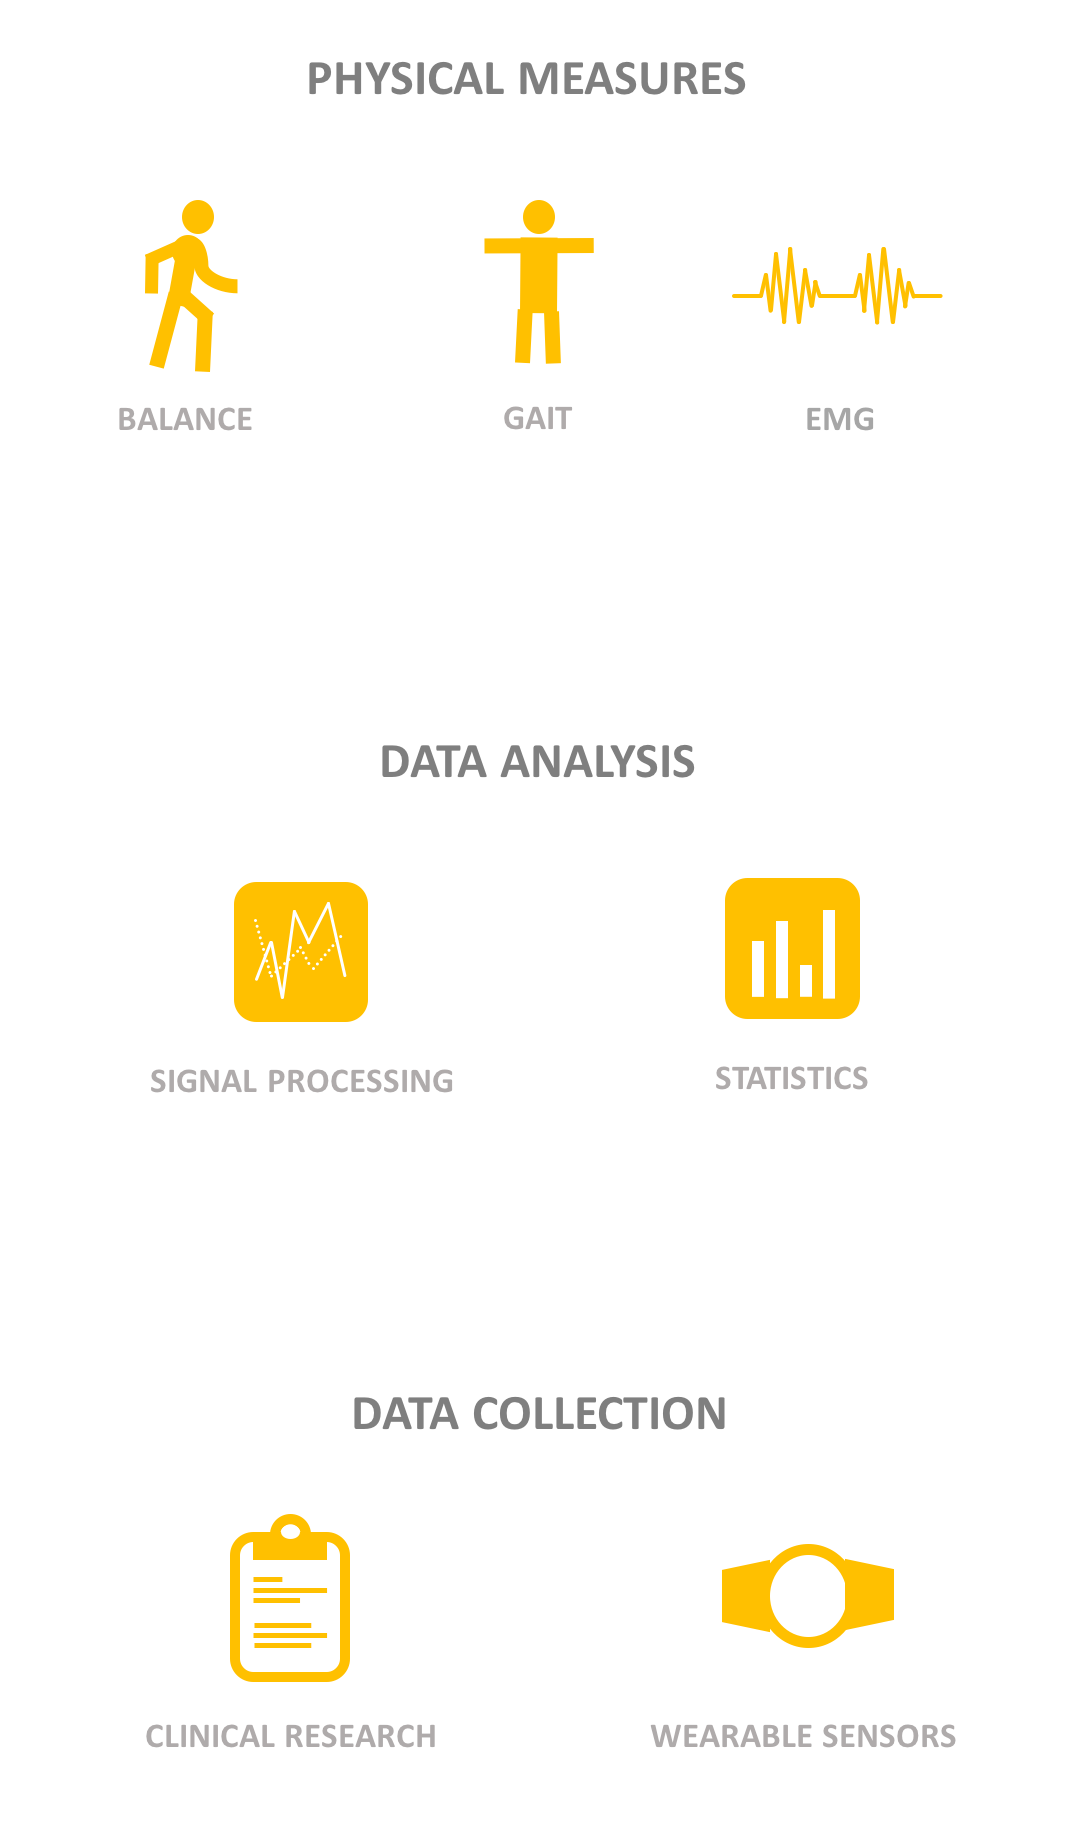 PHYSICAL MEASURES
BALANCE
GAIT
EMG
DATA ANALYSIS
SIGNAL PROCESSING
STATISTICS
DATA COLLECTION
CLINICAL RESEARCH
WEARABLE SENSORS